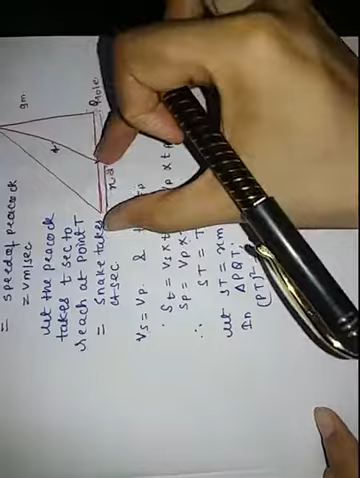 9m
Hole
x m
= speed of peacock
= v m/sec
let the peacock
takes t sec to
reach at point T
= snake takes
t sec.
Vs = Vp. &
∴ St = Vs x t
Sp = Vp x
∴ ST = T
let ST = x m
In ΔPQT:
(PT)²